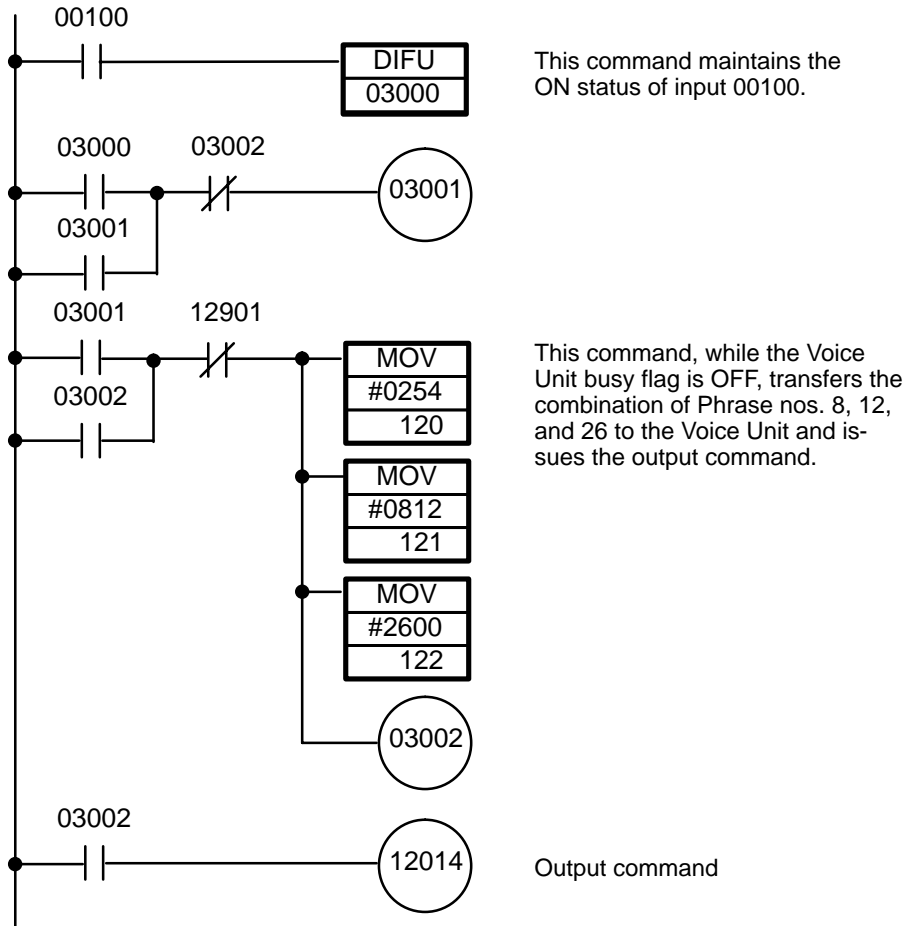 00100
DIFU
03000
This command maintains the
ON status of input 00100.
03000 03002
03001
03001
03001 12901
MOV
#0254
120
This command, while the Voice
Unit busy flag is OFF, transfers the
combination of Phrase nos. 8, 12,
and 26 to the Voice Unit and is-
sues the output command.
03002
MOV
#0812
121
MOV
#2600
122
03002
03002
12014
Output command